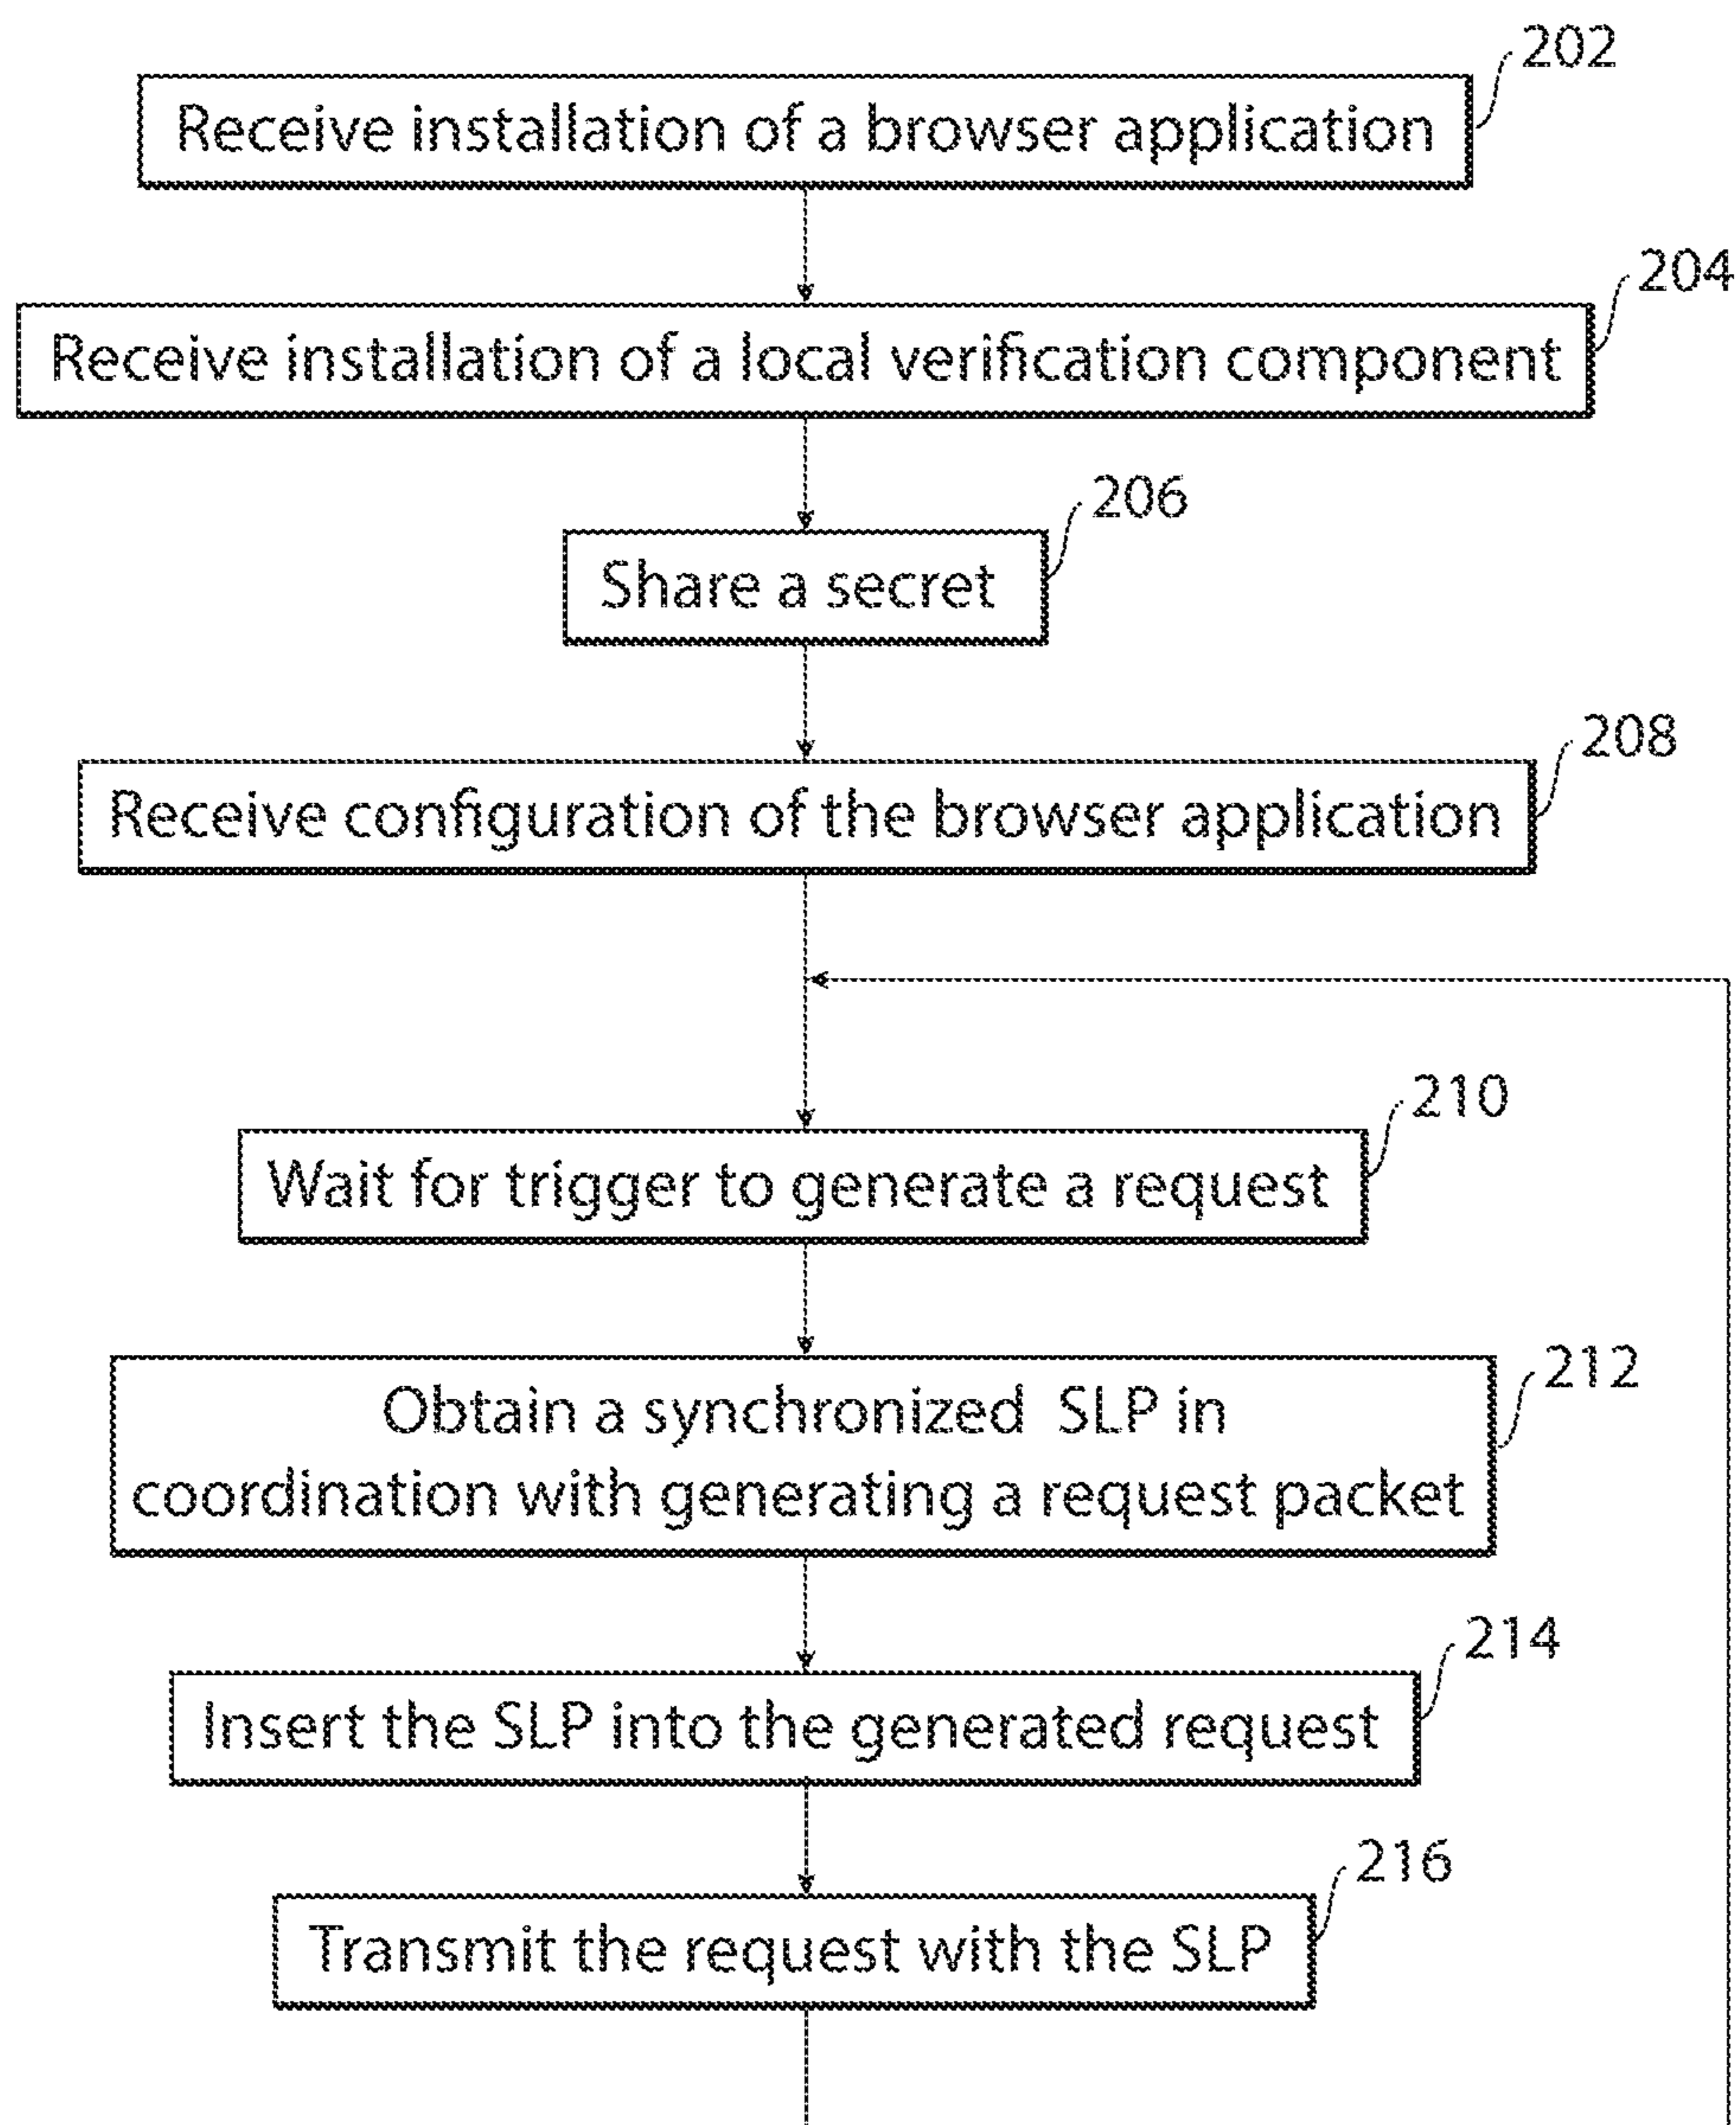 202
Receive installation of a browser application
204
Receive installation of a local verification component
206
Share a secret
208
Receive configuration of the browser application
210
Wait for trigger to generate a request
212
Obtain a synchronized SLP in
coordination with generating a request packet
214
Insert the SLP into the generated request
216
Transmit the request with the SLP